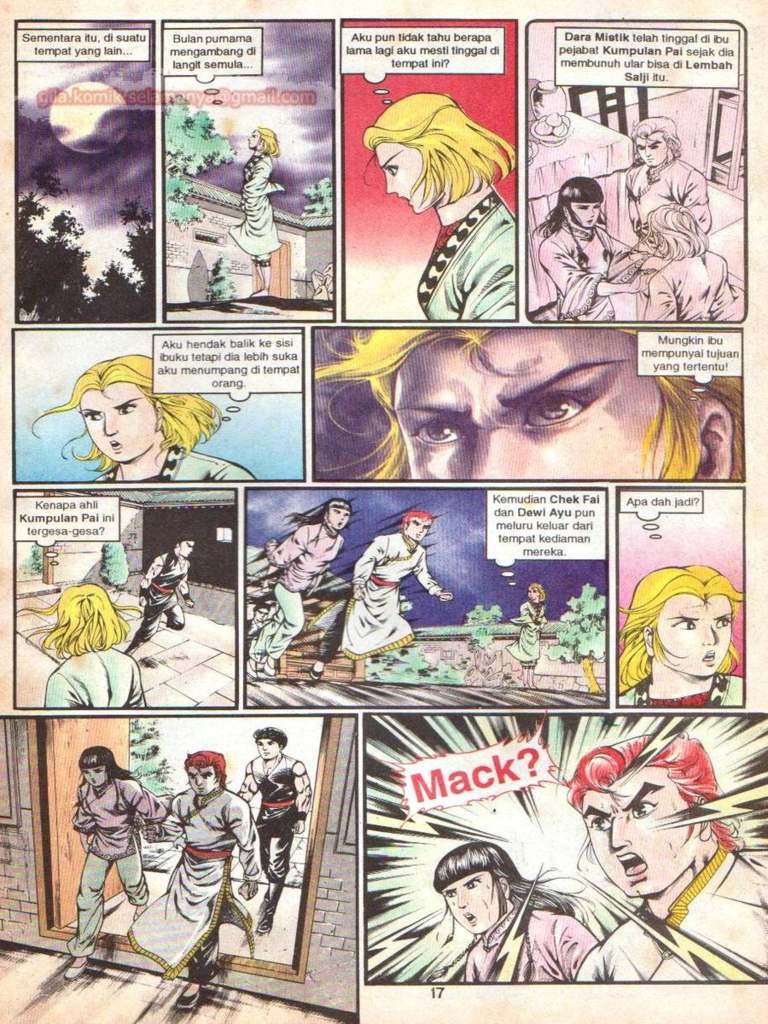 Sementara itu, di suatu
tempat yang lain...
Bulan purnama
mengambang di
langit semula...
gila.komik.selamanya@gmail.com
Aku pun tidak tahu berapa
lama lagi aku mesti tinggal di
tempat ini?
Dara Mistik telah tinggal di ibu
pejabat Kumpulan Pai sejak dia
membunuh ular bisa di Lembah
Salji itu.
Aku hendak balik ke sisi
ibuku tetapi dia lebih suka
aku menumpang di tempat
orang.
Mungkin ibu
mempunyai tujuan
yang tertentu!
Kenapa ahli
Kumpulan Pai ini
tergesa-gesa?
Kemudian Chek Fai
dan Dewi Ayu pun
meluru keluar dari
tempat kediaman
mereka.
Apa dah jadi?
Mack?
17